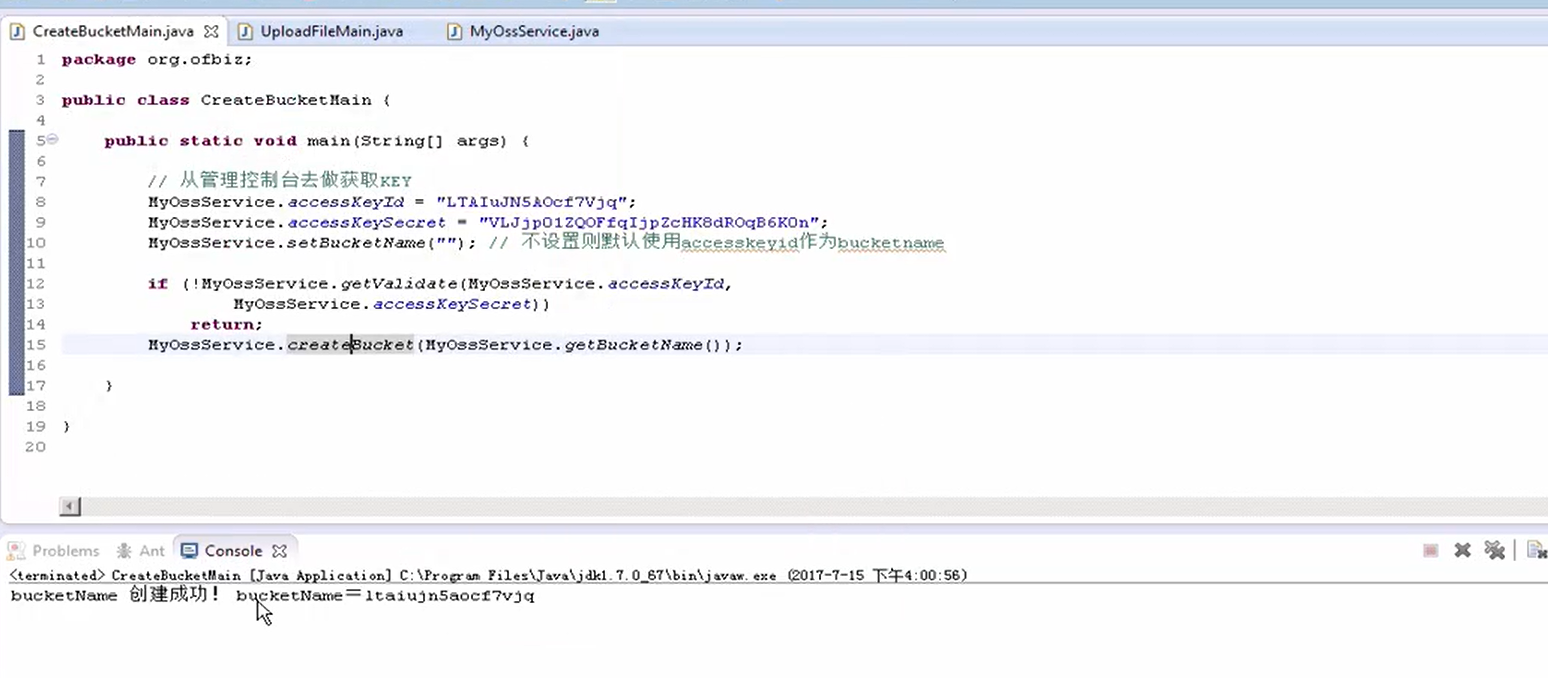 CreateBucketMain.java UploadFileMain.java MyOssService.java
1 package org.ofbiz;
2
3 public class CreateBucketMain {
4
5 public static void main(String[] args) {
6
7 // 从管理控制台去做获取KEY
8 MyOssService.accessKeyId = "LTAIuJN5AOcf7Vjq";
9 MyOssService.accessKeySecret = "VLJjpO1ZQOFfqIjpZcHK8dROqB6KOn";
10 MyOssService.setBucketName(""); // 不设置则默认使用accesskeyid作为bucketname
11
12 if (!MyOssService.getValidate(MyOssService.accessKeyId,
13 MyOssService.accessKeySecret))
14 return;
15 MyOssService.createBucket(MyOssService.getBucketName());
16
17 }
18
19 }
20
Problems Ant Console
<terminated> CreateBucketMain [Java Application] C:\Program Files\Java\jdk1.7.0_67\bin\javaw.exe (2017-7-15 下午4:00:56)
bucketName 创建成功! bucketName=ltaiujn5aocf7vjq